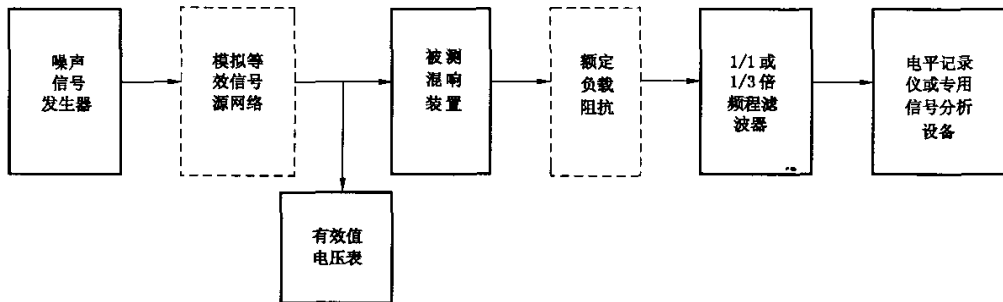 噪声
信号
发生器
模拟等
效信号
源网络
被测
混响
装置
额定
负载
阻抗
1/1或
1/3倍
频程滤
波器
电平记录
仪或专用
信号分析
设备
有效值
电压表